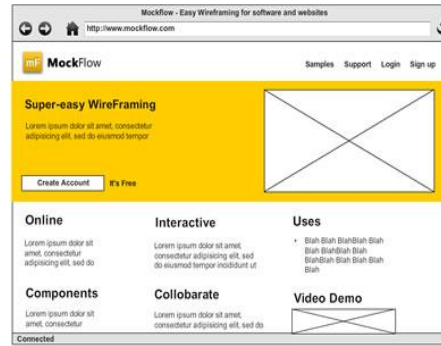 Mockflow - Easy Wireframing for software and websites
http://www.mockflow.com
mF MockFlow
Samples Support Login Sign up
Super-easy WireFraming
Lorem ipsum dolor sit amet, consectetur
adipisicing elit, sed do eiusmod tempor
Create Account It's Free
Online
Lorem ipsum dolor sit
amet, consectetur
adipisicing elit, sed do
Interactive
Lorem ipsum dolor sit amet,
consectetur adipisicing elit, sed
do eiusmod tempor incididunt ut
Uses
• Blah Blah BlahBlah Blah
Blah Blah Blah Blah
BlahBlah Blah Blah Blah
Blah
Components
Lorem ipsum dolor sit
amet, consectetur
Collobarate
Lorem ipsum dolor sit amet,
consectetur adipisicing elit, sed do
Video Demo
Connected